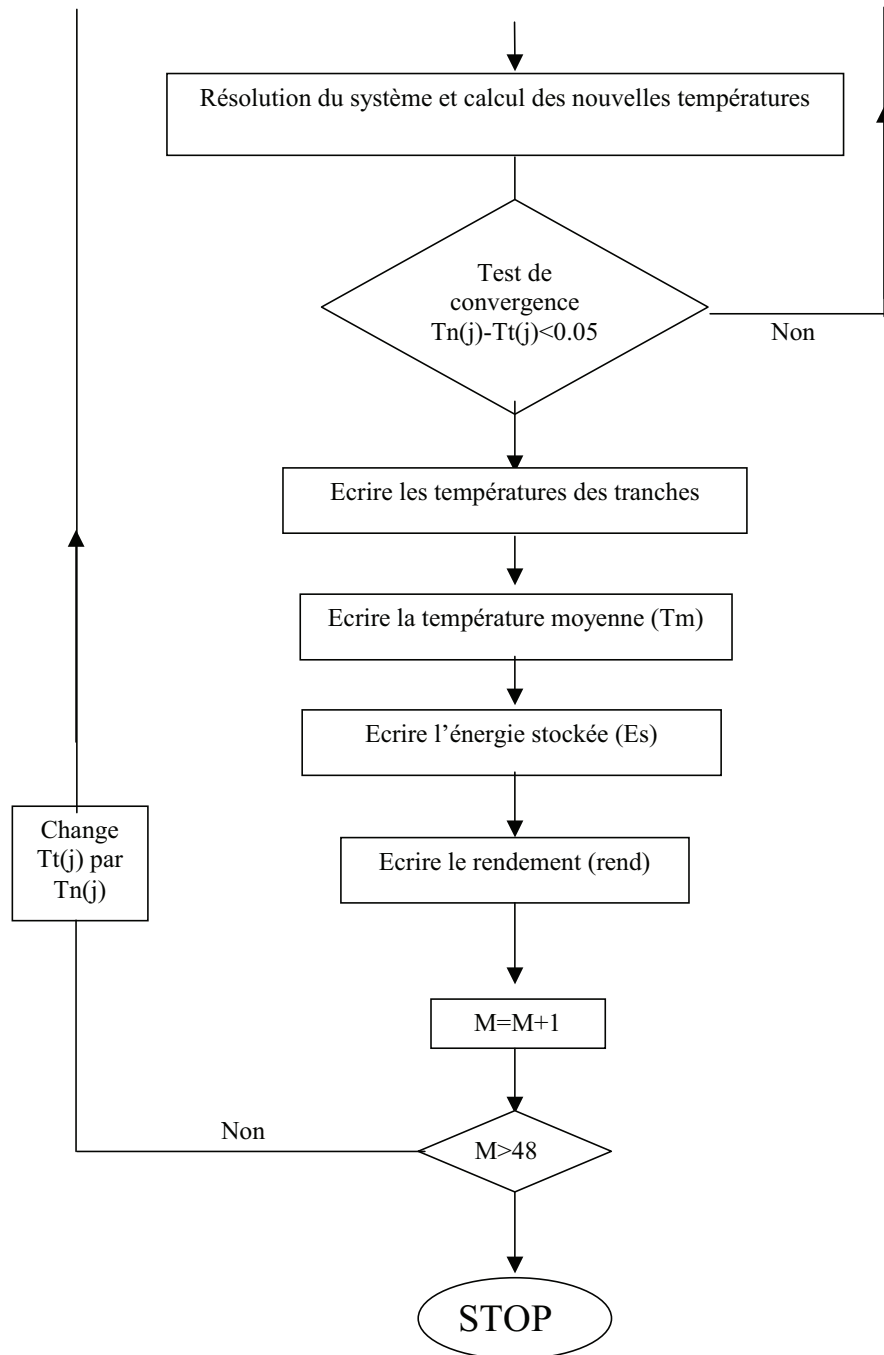 Résolution du système et calcul des nouvelles températures
Test de
convergence
Tn(j)-Tt(j)<0.05
Non
Ecrire les températures des tranches
Ecrire la température moyenne (Tm)
Ecrire l’énergie stockée (Es)
Change
Tt(j) par
Tn(j)
Ecrire le rendement (rend)
M=M+1
Non
M>48
STOP